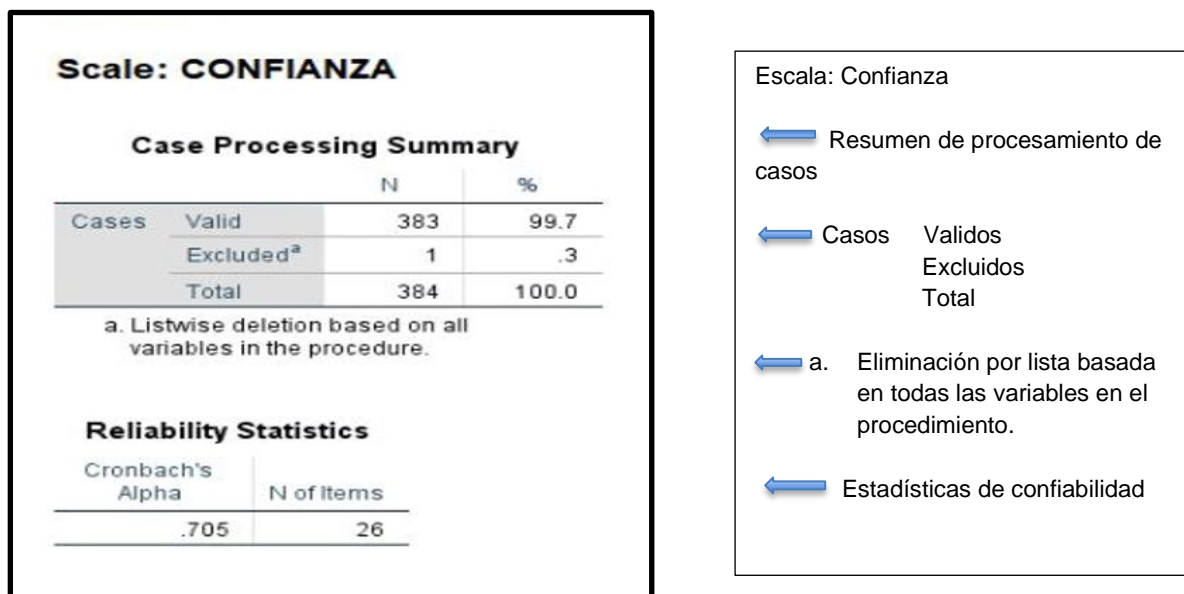 Scale: CONFIANZA
Case Processing Summary
N %
Cases Valid 383 99.7
Excludedᵃ 1 .3
Total 384 100.0
a. Listwise deletion based on all
variables in the procedure.
Reliability Statistics
Cronbach's
Alpha N of Items
.705 26
Escala: Confianza
Resumen de procesamiento de
casos
Casos Validos
Excluidos
Total
a. Eliminación por lista basada
en todas las variables en el
procedimiento.
Estadísticas de confiabilidad